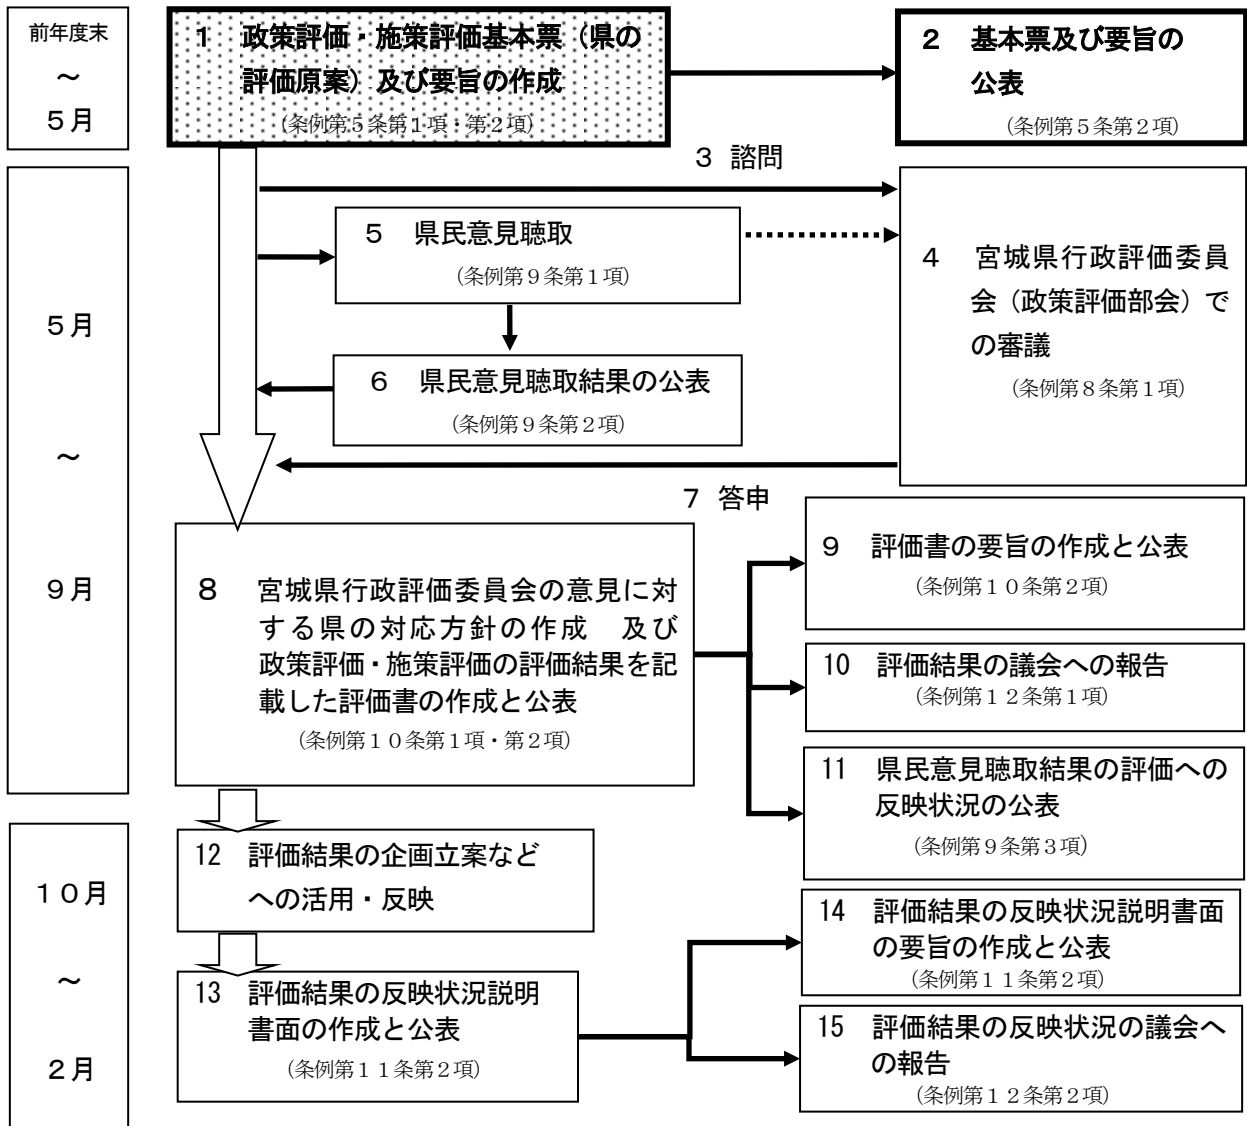 前年度末
～
５月
１　政策評価・施策評価基本票（県の
評価原案）及び要旨の作成
（条例第５条第１項・第２項）
２　基本票及び要旨の
公表
（条例第５条第２項）
３ 諮問
５月
～
９月
５　県民意見聴取
（条例第９条第１項）
４　宮城県行政評価委員
会（政策評価部会）で
の審議
（条例第８条第１項）
６　県民意見聴取結果の公表
（条例第９条第２項）
７ 答申
８　宮城県行政評価委員会の意見に対
する県の対応方針の作成　及び
政策評価・施策評価の評価結果を記
載した評価書の作成と公表
（条例第１０条第１項・第２項）
９　評価書の要旨の作成と公表
（条例第１０条第２項）
10　評価結果の議会への報告
（条例第１２条第１項）
11　県民意見聴取結果の評価への
反映状況の公表
（条例第９条第３項）
１０月
～
２月
12　評価結果の企画立案など
への活用・反映
13　評価結果の反映状況説明
書面の作成と公表
（条例第１１条第２項）
14　評価結果の反映状況説明書面
の要旨の作成と公表
（条例第１１条第２項）
15　評価結果の反映状況の議会へ
の報告
（条例第１２条第２項）